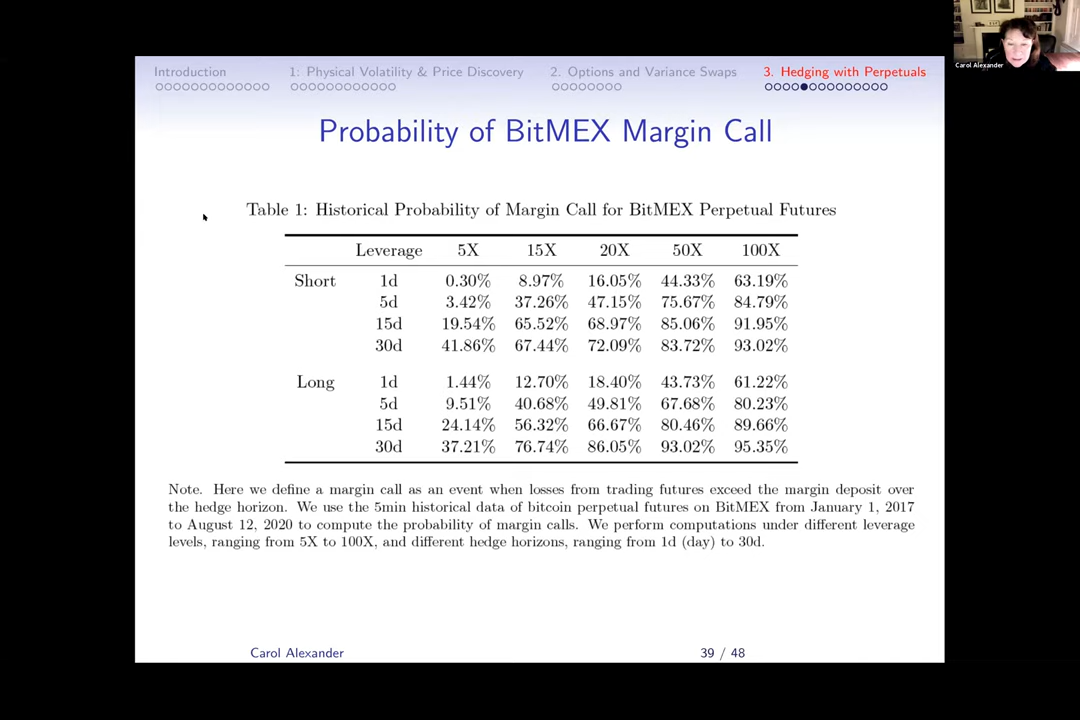 Carol Alexander
Introduction 1: Physical Volatility & Price Discovery 2. Options and Variance Swaps 3. Hedging with Perpetuals
Probability of BitMEX Margin Call
Table 1: Historical Probability of Margin Call for BitMEX Perpetual Futures
Leverage 5X 15X 20X 50X 100X
Short 1d 0.30% 8.97% 16.05% 44.33% 63.19%
5d 3.42% 37.26% 47.15% 75.67% 84.79%
15d 19.54% 65.52% 68.97% 85.06% 91.95%
30d 41.86% 67.44% 72.09% 83.72% 93.02%
Long 1d 1.44% 12.70% 18.40% 43.73% 61.22%
5d 9.51% 40.68% 49.81% 67.68% 80.23%
15d 24.14% 56.32% 66.67% 80.46% 89.66%
30d 37.21% 76.74% 86.05% 93.02% 95.35%
Note. Here we define a margin call as an event when losses from trading futures exceed the margin deposit over
the hedge horizon. We use the 5min historical data of bitcoin perpetual futures on BitMEX from January 1, 2017
to August 12, 2020 to compute the probability of margin calls. We perform computations under different leverage
levels, ranging from 5X to 100X, and different hedge horizons, ranging from 1d (day) to 30d.
Carol Alexander 39 / 48